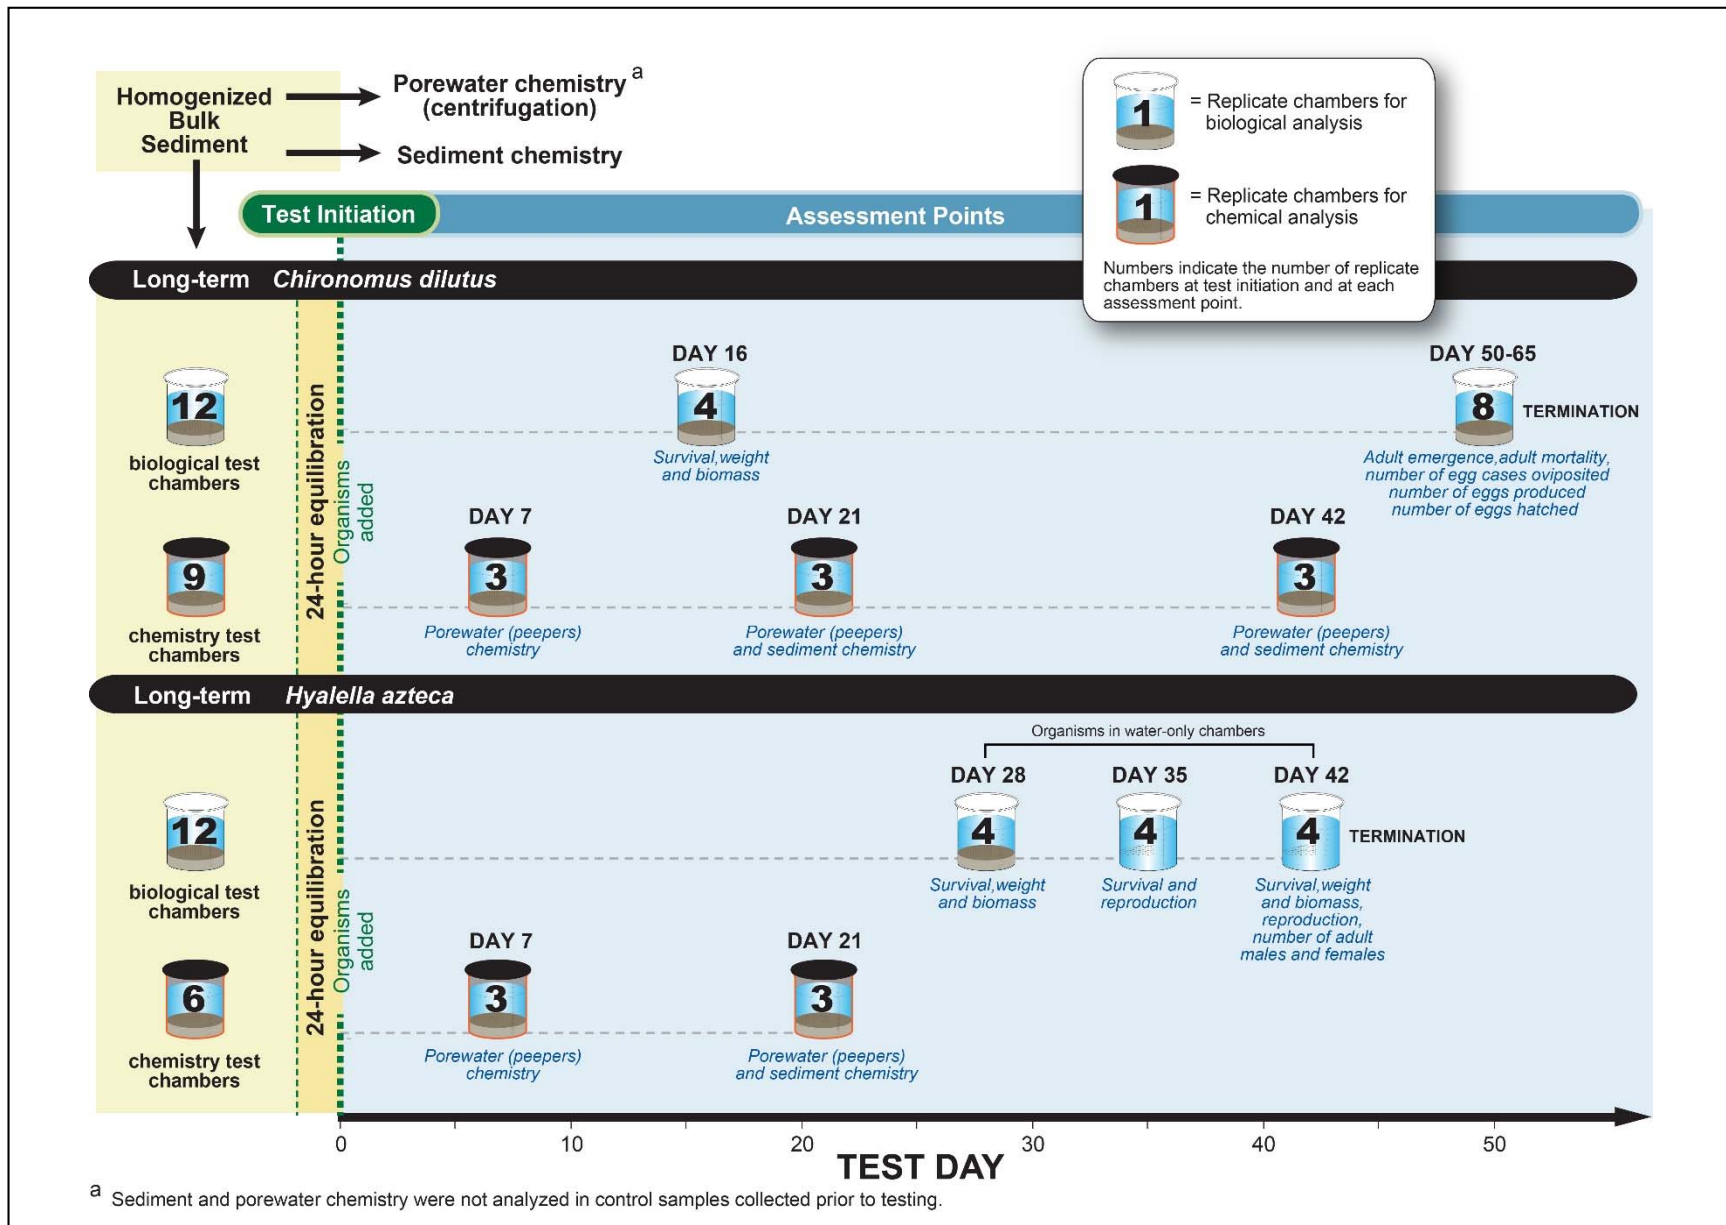 Homogenized
Bulk
Sediment
Porewater chemistry a
(centrifugation)
Sediment chemistry
1
= Replicate chambers for
biological analysis
1
= Replicate chambers for
chemical analysis
Numbers indicate the number of replicate
chambers at test initiation and at each
assessment point.
Test Initiation
Assessment Points
Long-term Chironomus dilutus
12
biological test
chambers
9
chemistry test
chambers
24-hour equilibration
Organisms
added
DAY 16
4
Survival,weight
and biomass
DAY 50-65
8
TERMINATION
Adult emergence,adult mortality,
number of egg cases oviposited
number of eggs produced
number of eggs hatched
DAY 7
3
Porewater (peepers)
chemistry
DAY 21
3
Porewater (peepers)
and sediment chemistry
DAY 42
3
Porewater (peepers)
and sediment chemistry
Long-term Hyalella azteca
12
biological test
chambers
6
chemistry test
chambers
24-hour equilibration
Organisms
added
Organisms in water-only chambers
DAY 28
4
Survival,weight
and biomass
DAY 35
4
Survival and
reproduction
DAY 42
4
TERMINATION
Survival,weight
and biomass,
reproduction,
number of adult
males and females
DAY 7
3
Porewater (peepers)
chemistry
DAY 21
3
Porewater (peepers)
and sediment chemistry
0 10 20 30 40 50
TEST DAY
a Sediment and porewater chemistry were not analyzed in control samples collected prior to testing.